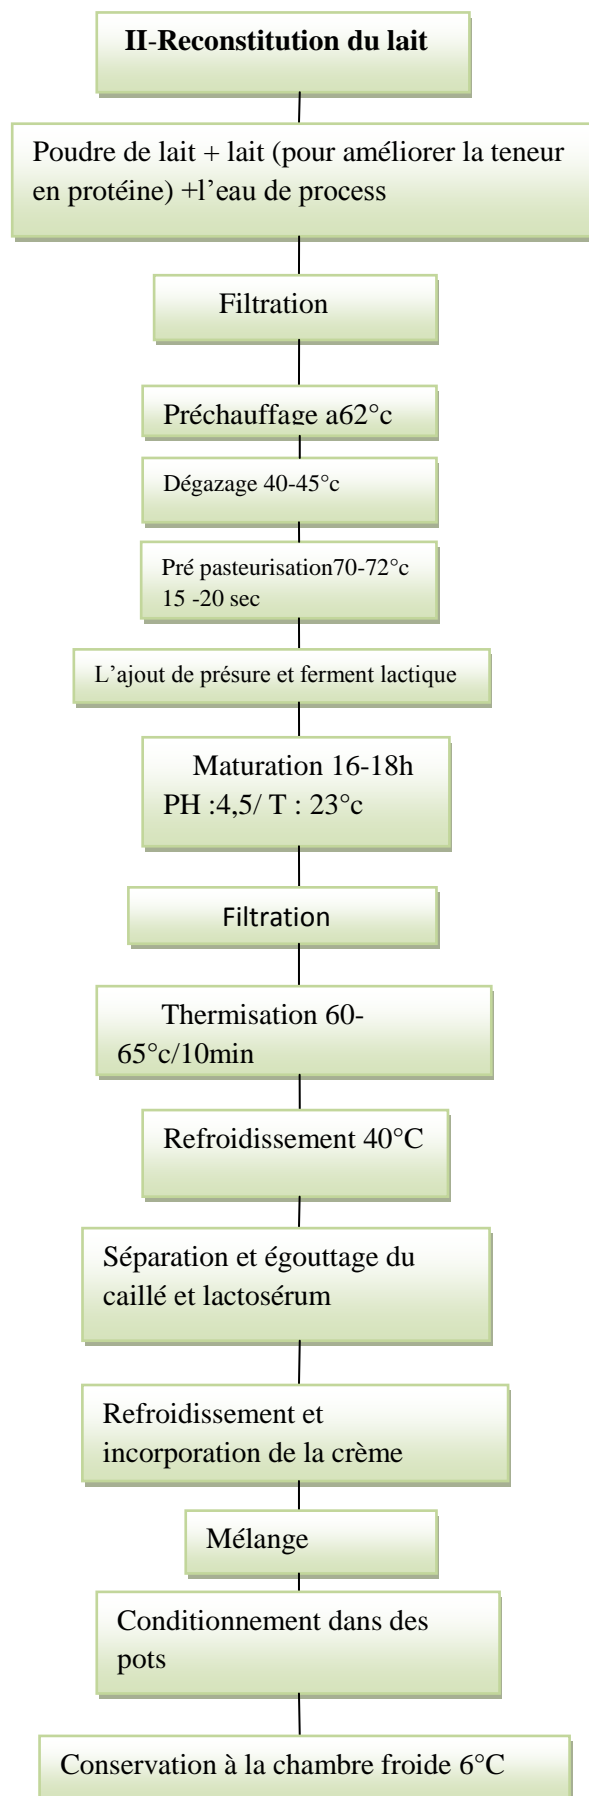 II-Reconstitution du lait
Poudre de lait + lait (pour améliorer la teneur
en protéine) +l’eau de process
Filtration
Préchauffage a62°c
Dégazage 40-45°c
Pré pasteurisation70-72°c
15 -20 sec
L’ajout de présure et ferment lactique
Maturation 16-18h
PH :4,5/ T : 23°c
Filtration
Thermisation 60-
65°c/10min
Refroidissement 40°C
Séparation et égouttage du
caillé et lactosérum
Refroidissement et
incorporation de la crème
Mélange
Conditionnement dans des
pots
Conservation à la chambre froide 6°C